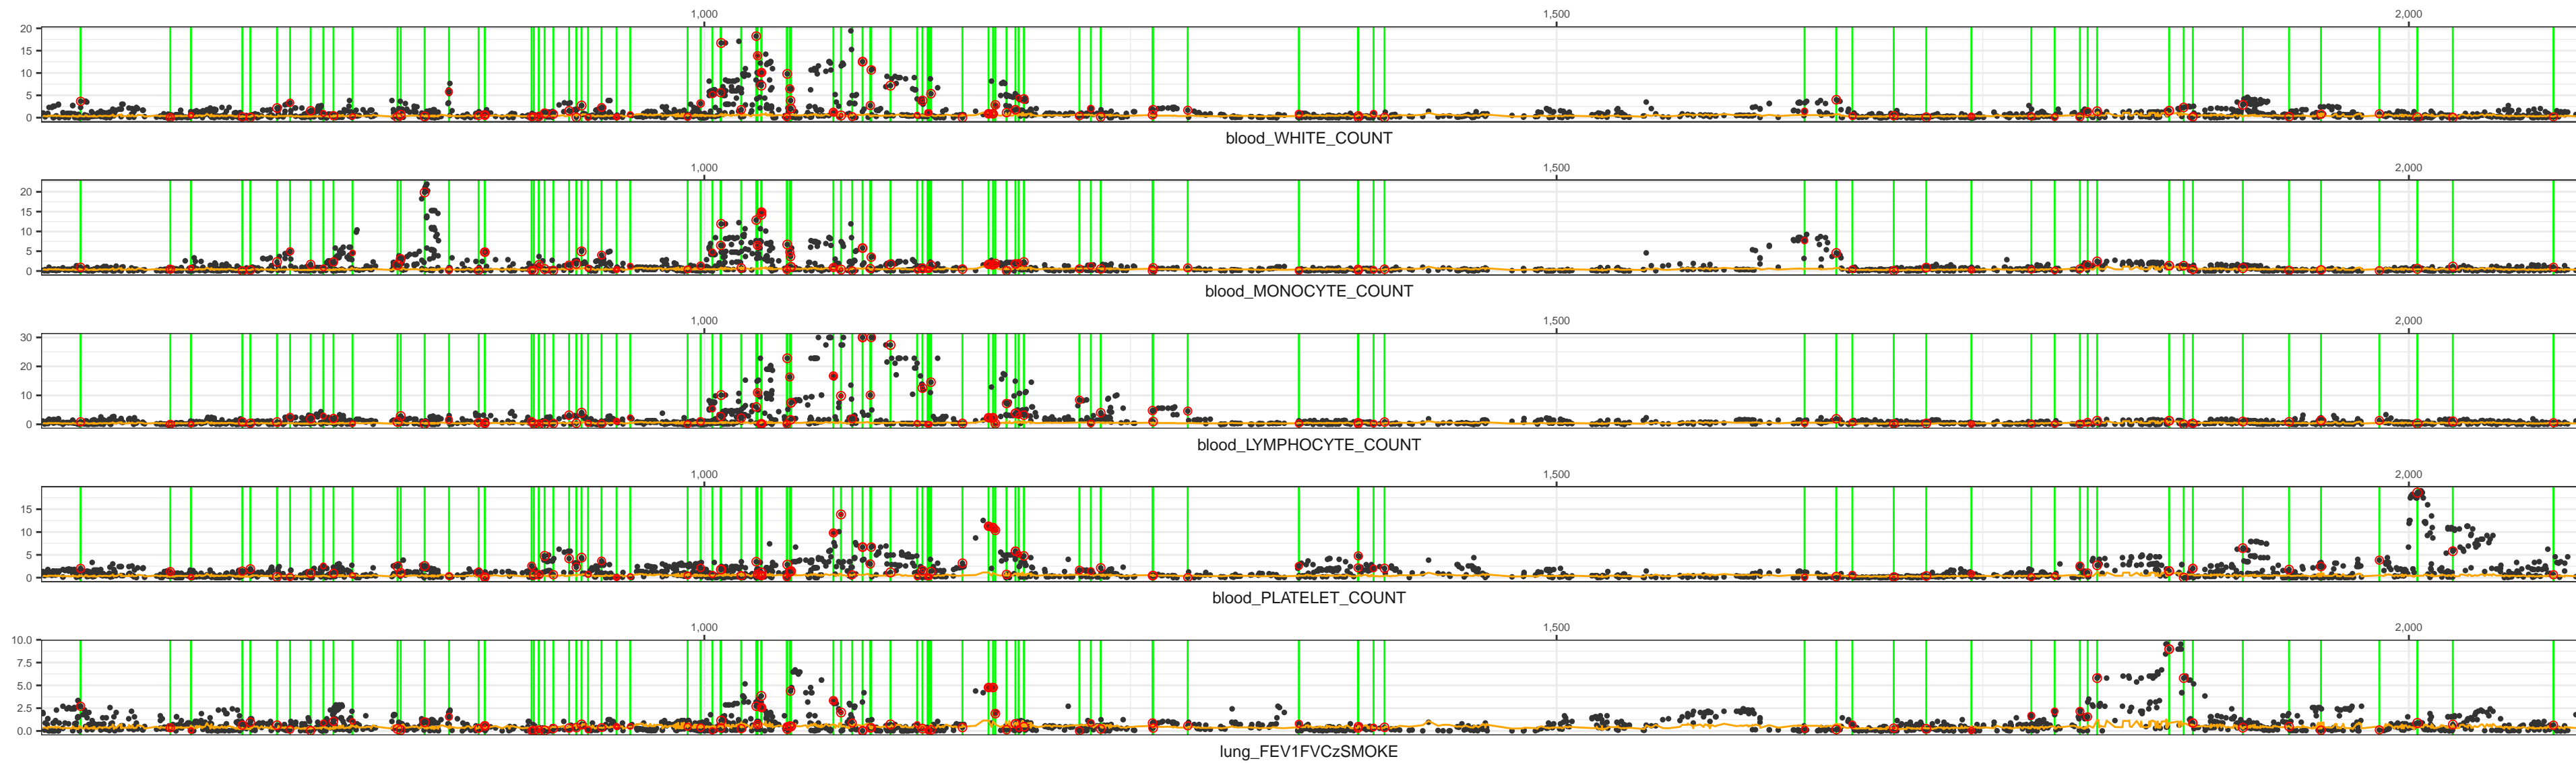 1,000 1,500 2,000
20
15
10
5
0
blood_WHITE_COUNT
1,000 1,500 2,000
20
15
10
5
0
blood_MONOCYTE_COUNT
1,000 1,500 2,000
30
20
10
0
blood_LYMPHOCYTE_COUNT
1,000 1,500 2,000
15
10
5
0
blood_PLATELET_COUNT
1,000 1,500 2,000
10.0
7.5
5.0
2.5
0.0
lung_FEV1FVCzSMOKE